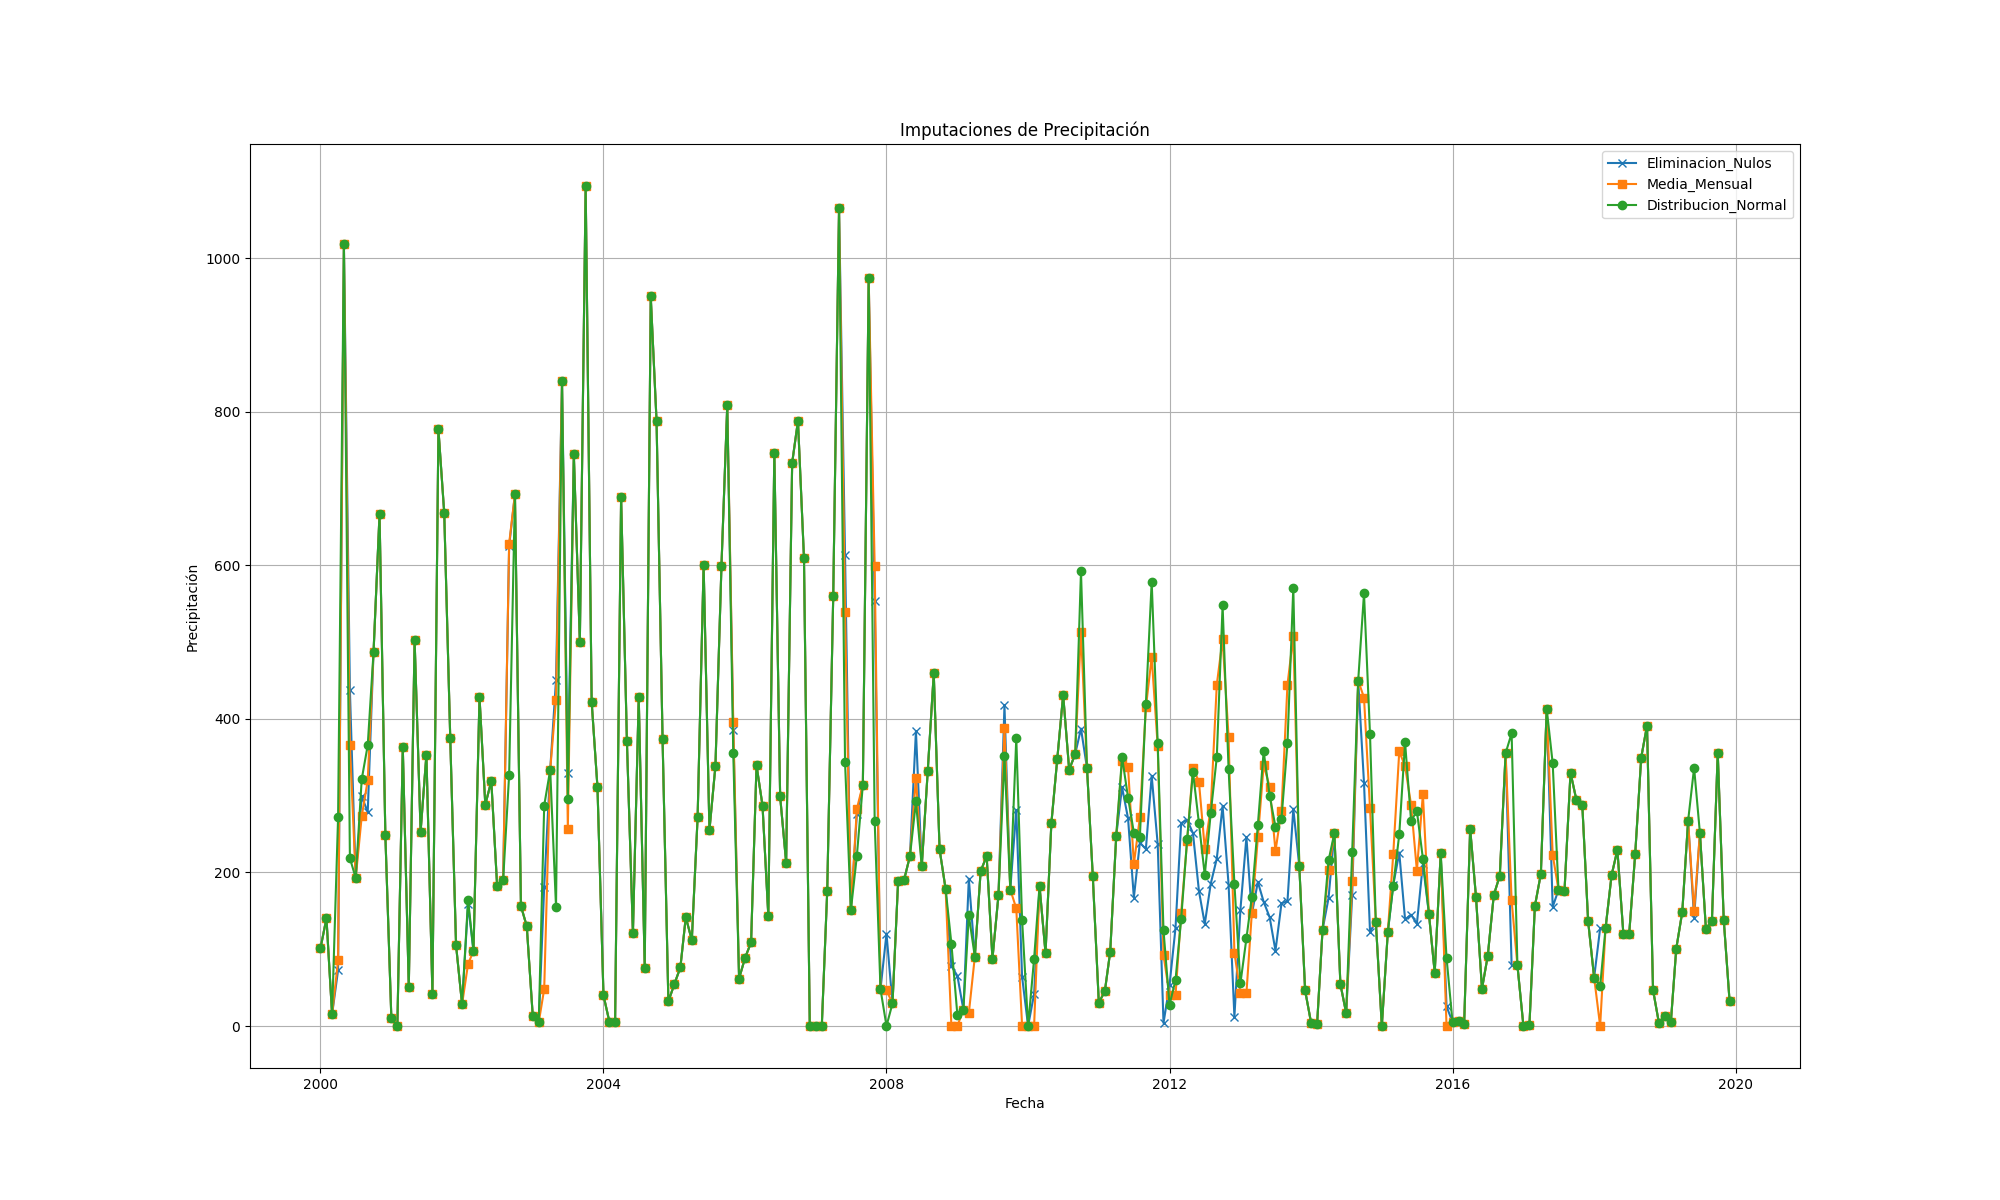 Imputaciones de Precipitación
Eliminacion_Nulos
Media_Mensual
Distribucion_Normal
1000
800
600
400
200
0
Precipitación
2000
2004
2008
2012
2016
2020
Fecha